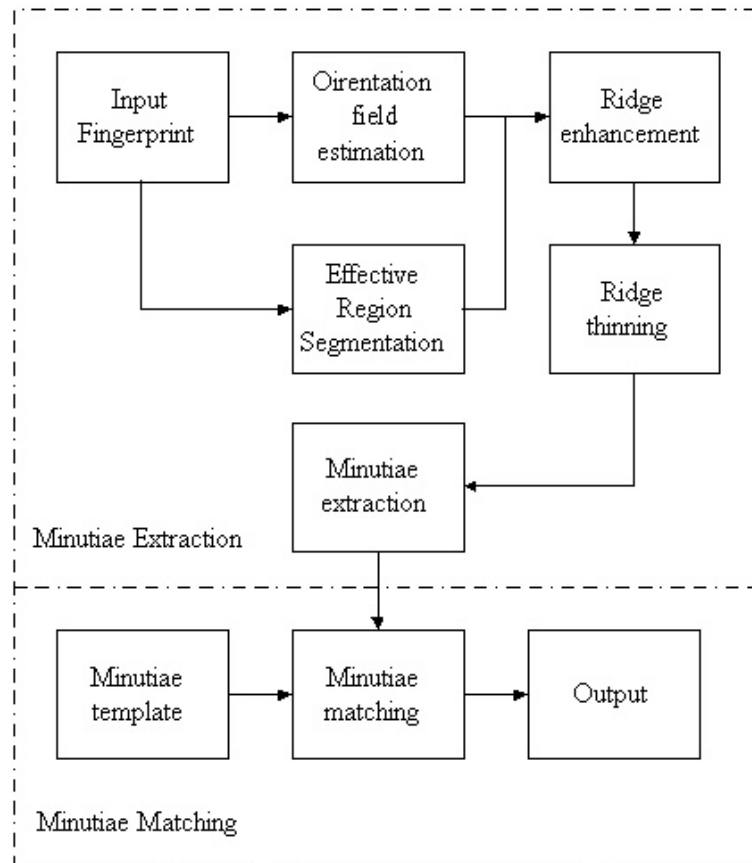 Input
Fingerprint
Oirentation
field
estimation
Ridge
enhancement
Effective
Region
Segmentation
Ridge
thinning
Minutiae
extraction
Minutiae Extraction
Minutiae
template
Minutiae
matching
Output
Minutiae Matching